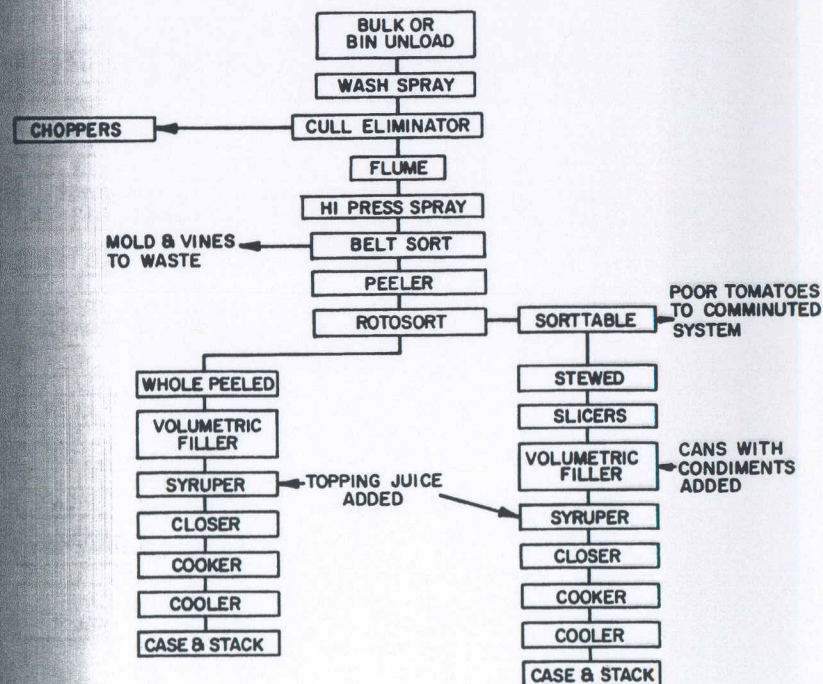 BULK OR
BIN UNLOAD
WASH SPRAY
CULL ELIMINATOR
CHOPPERS
FLUME
HI PRESS SPRAY
BELT SORT
MOLD & VINES
TO WASTE
PEELER
ROTOSORT
SORTTABLE
POOR TOMATOES
TO COMMINUTED
SYSTEM
WHOLE PEELED
VOLUMETRIC
FILLER
SYRUPER
TOPPING JUICE
ADDED
CLOSER
COOKER
COOLER
CASE & STACK
STEWED
SLICERS
VOLUMETRIC
FILLER
CANS WITH
CONDIMENTS
ADDED
SYRUPER
CLOSER
COOKER
COOLER
CASE & STACK